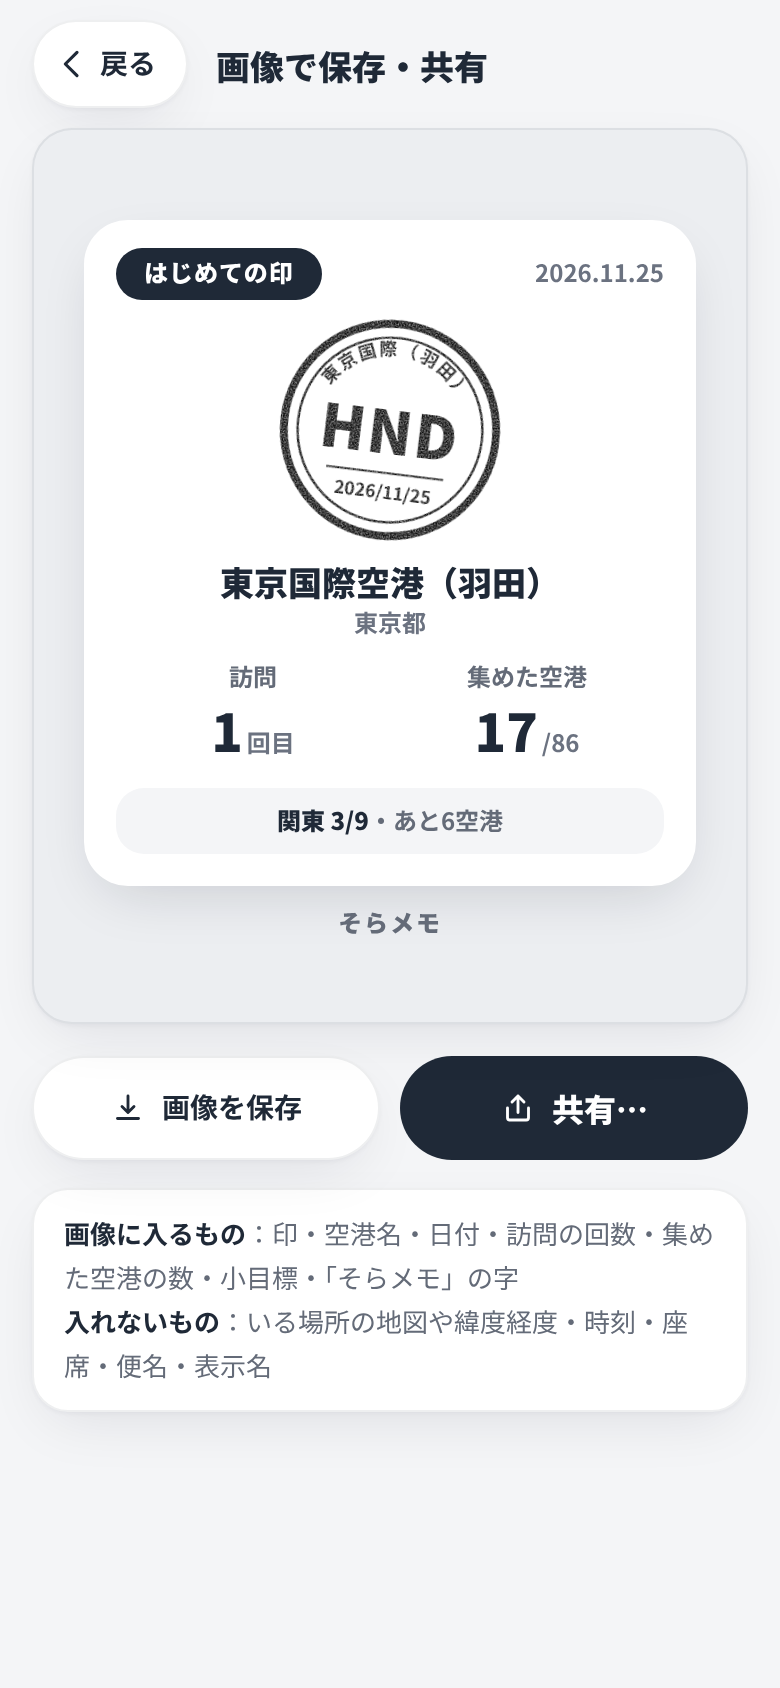 戻る
画像で保存・共有
はじめての印
2026.11.25
東京国際（羽田）
HND
2026/11/25
東京国際空港（羽田）
東京都
訪問
集めた空港
1回目
17/86
関東 3/9・あと6空港
そらメモ
画像を保存
共有…
画像に入るもの：印・空港名・日付・訪問の回数・集め
た空港の数・小目標・「そらメモ」の字
入れないもの：いる場所の地図や緯度経度・時刻・座
席・便名・表示名